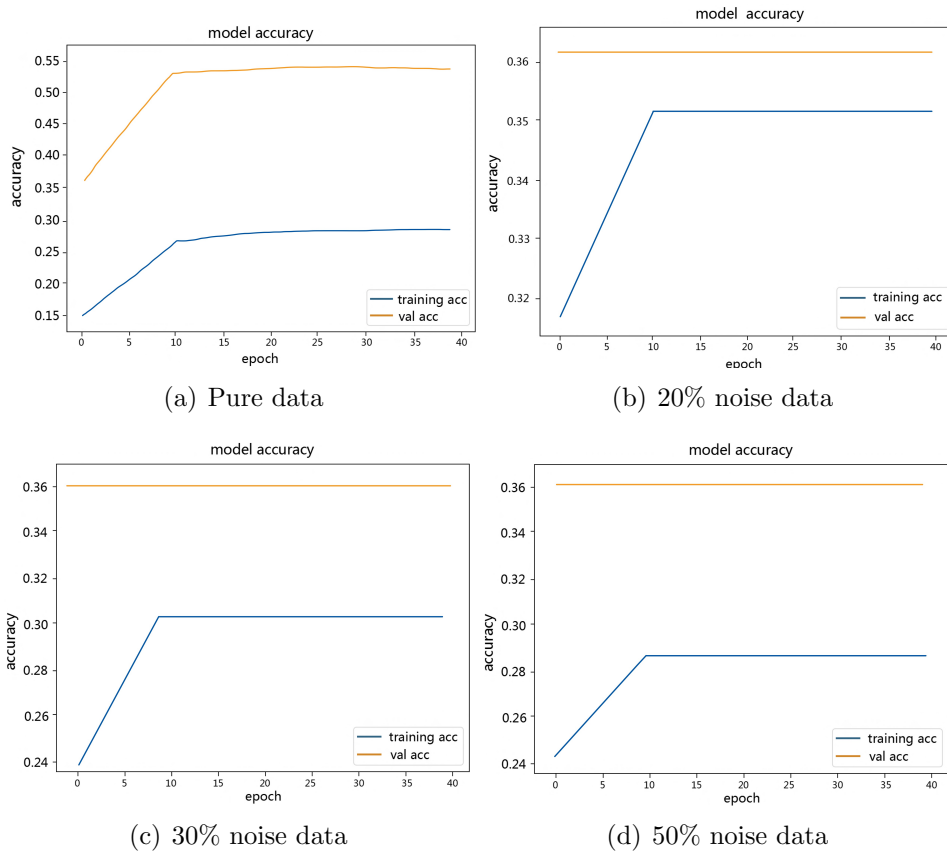 model accuracy
0.55
0.50
0.45
0.40
0.35
0.30
0.25
0.20
0.15
accuracy
0 5 10 15 20 25 30 35 40
epoch
training acc
val acc
(a) Pure data
model accuracy
0.36
0.35
0.34
0.33
0.32
accuracy
0 5 10 15 20 25 30 35 40
epoch
training acc
val acc
(b) 20% noise data
model accuracy
0.36
0.34
0.32
0.30
0.28
0.26
0.24
accuracy
0 5 10 15 20 25 30 35 40
epoch
training acc
val acc
(c) 30% noise data
model accuracy
0.36
0.34
0.32
0.30
0.28
0.26
0.24
accuracy
0 5 10 15 20 25 30 35 40
epoch
training acc
val acc
(d) 50% noise data